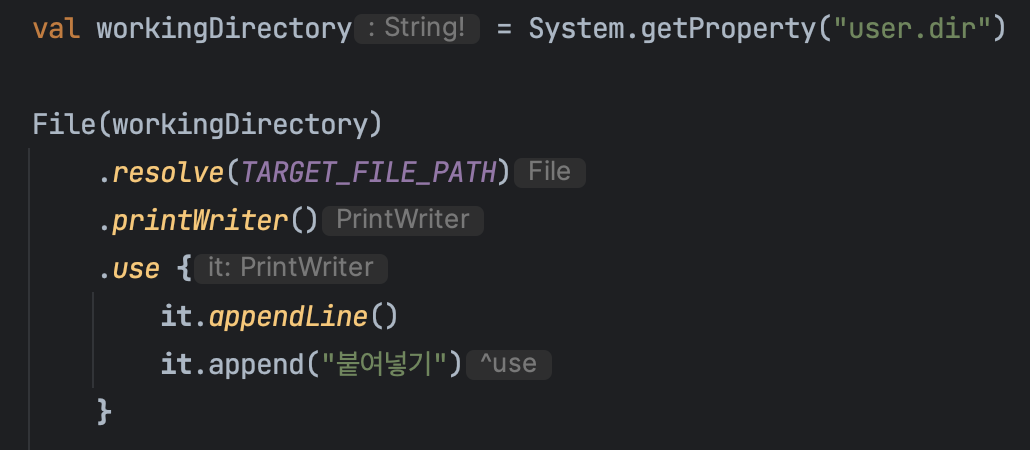 val workingDirectory : String! = System.getProperty("user.dir")
File(workingDirectory)
.resolve(TARGET_FILE_PATH) File
.printWriter() PrintWriter
.use { it: PrintWriter
it.appendLine()
it.append("붙여넣기") ^use
}